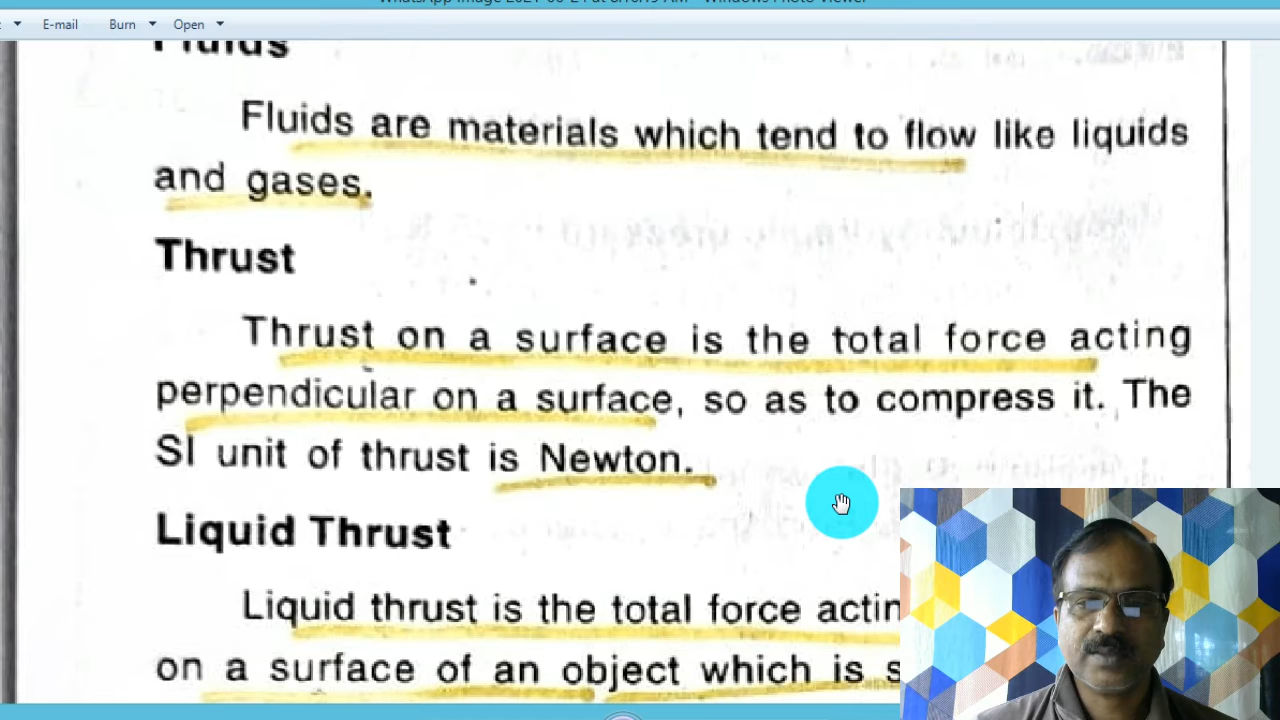 E-mail Burn Open
Fluids
Fluids are materials which tend to flow like liquids
and gases.
Thrust
Thrust on a surface is the total force acting
perpendicular on a surface, so as to compress it. The
SI unit of thrust is Newton.
Liquid Thrust
Liquid thrust is the total force actin
on a surface of an object which is s